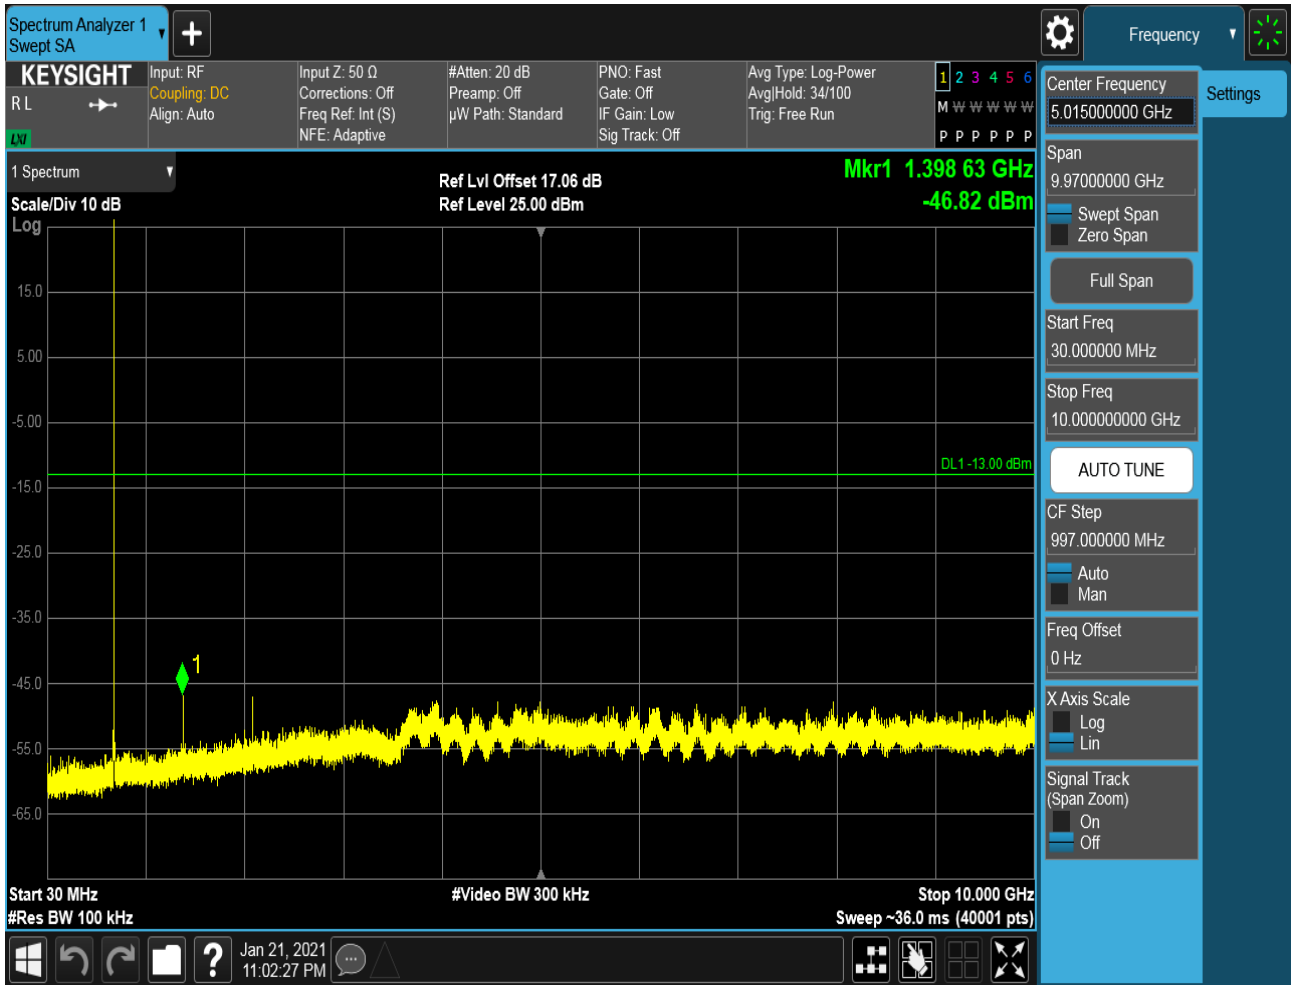 Spectrum Analyzer 1
Swept SA
Frequency
KEYSIGHT
R L
LXI
Input: RF
Coupling: DC
Align: Auto
Input Z: 50 Ω
Corrections: Off
Freq Ref: Int (S)
NFE: Adaptive
#Atten: 20 dB
Preamp: Off
µW Path: Standard
PNO: Fast
Gate: Off
IF Gain: Low
Sig Track: Off
Avg Type: Log-Power
Avg|Hold: 34/100
Trig: Free Run
1 2 3 4 5 6
M W W W W W
P P P P P P
1 Spectrum
Scale/Div 10 dB
Log
Ref Lvl Offset 17.06 dB
Ref Level 25.00 dBm
Mkr1 1.398 63 GHz
-46.82 dBm
15.0
5.00
-5.00
DL1 -13.00 dBm
-15.0
-25.0
-35.0
1
-45.0
-55.0
-65.0
Start 30 MHz
#Res BW 100 kHz
#Video BW 300 kHz
Stop 10.000 GHz
Sweep ~36.0 ms (40001 pts)
Center Frequency
5.015000000 GHz
Settings
Span
9.97000000 GHz
Swept Span
Zero Span
Full Span
Start Freq
30.000000 MHz
Stop Freq
10.000000000 GHz
AUTO TUNE
CF Step
997.000000 MHz
Auto
Man
Freq Offset
0 Hz
X Axis Scale
Log
Lin
Signal Track
(Span Zoom)
On
Off
?
Jan 21, 2021
11:02:27 PM